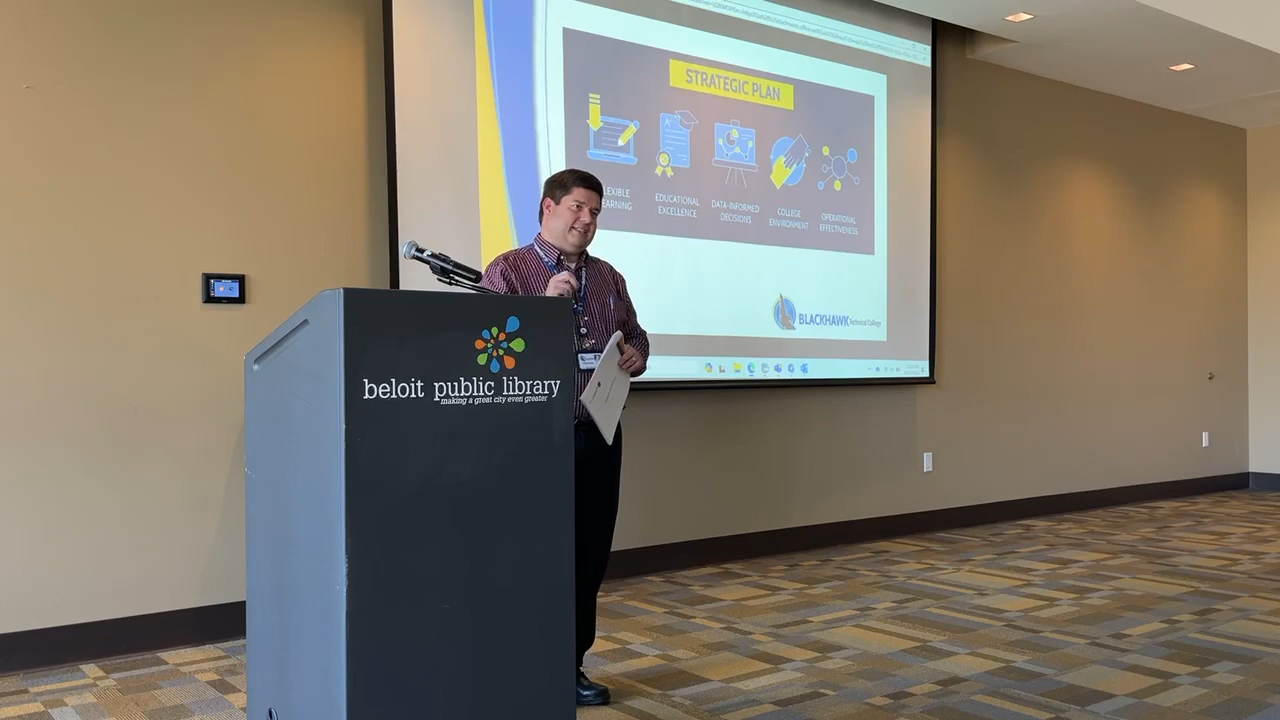 STRATEGIC PLAN
LEXIBLE
EARNING
EDUCATIONAL
EXCELLENCE
DATA-INFORMED
DECISIONS
COLLEGE
ENVIRONMENT
OPERATIONAL
EFFECTIVENESS
BLACKHAWK Technical College
beloit public library
making a great city even greater